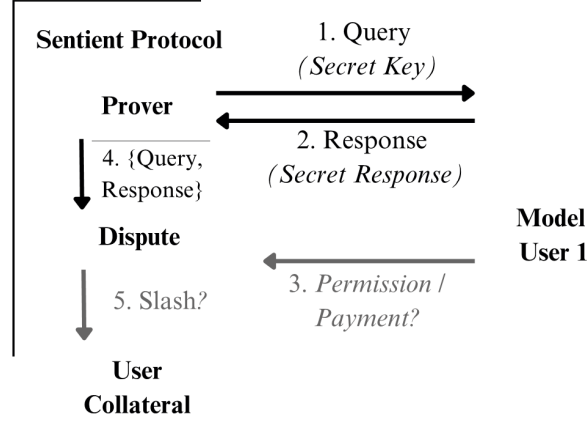 Sentient Protocol
1. Query
(Secret Key)
Prover
2. Response
(Secret Response)
4. {Query,
Response}
Dispute
Model
User 1
3. Permission /
Payment?
5. Slash?
User
Collateral